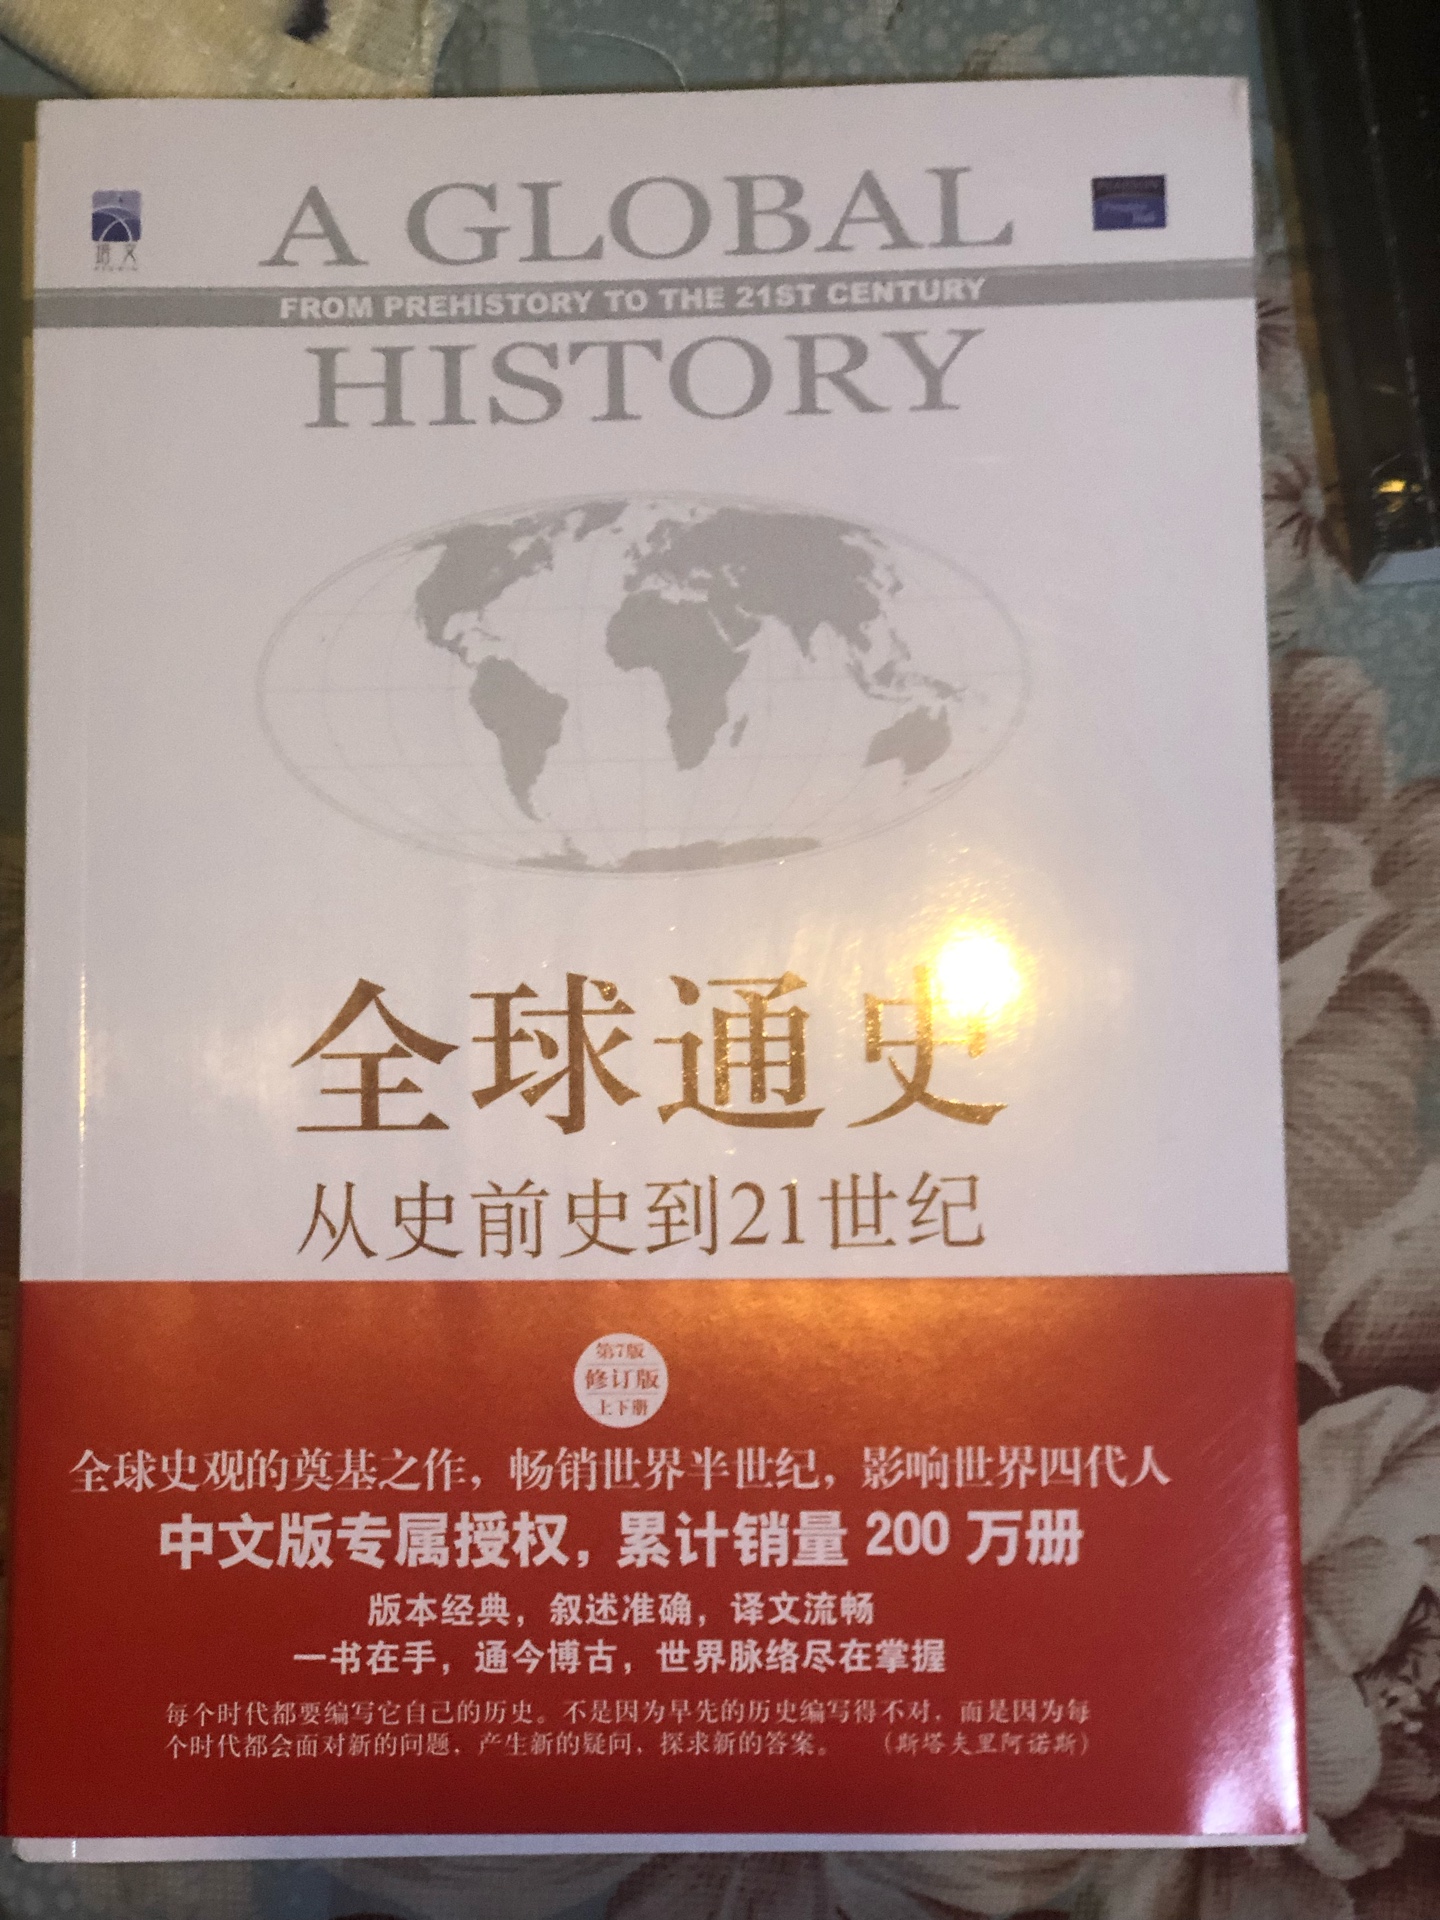 A GLOBAL
FROM PREHISTORY TO THE 21ST CENTURY
HISTORY
培文
PEARSON
Prentice
Hall
全球通史
从史前史到21世纪
第7版
修订版
上下册
全球史观的奠基之作，畅销世界半世纪，影响世界四代人
中文版专属授权，累计销量 200 万册
版本经典，叙述准确，译文流畅
一书在手，通今博古，世界脉络尽在掌握
每个时代都要编写它自己的历史。不是因为早先的历史编写得不对，而是因为每
个时代都会面对新的问题，产生新的疑问，探求新的答案。 （斯塔夫里阿诺斯）